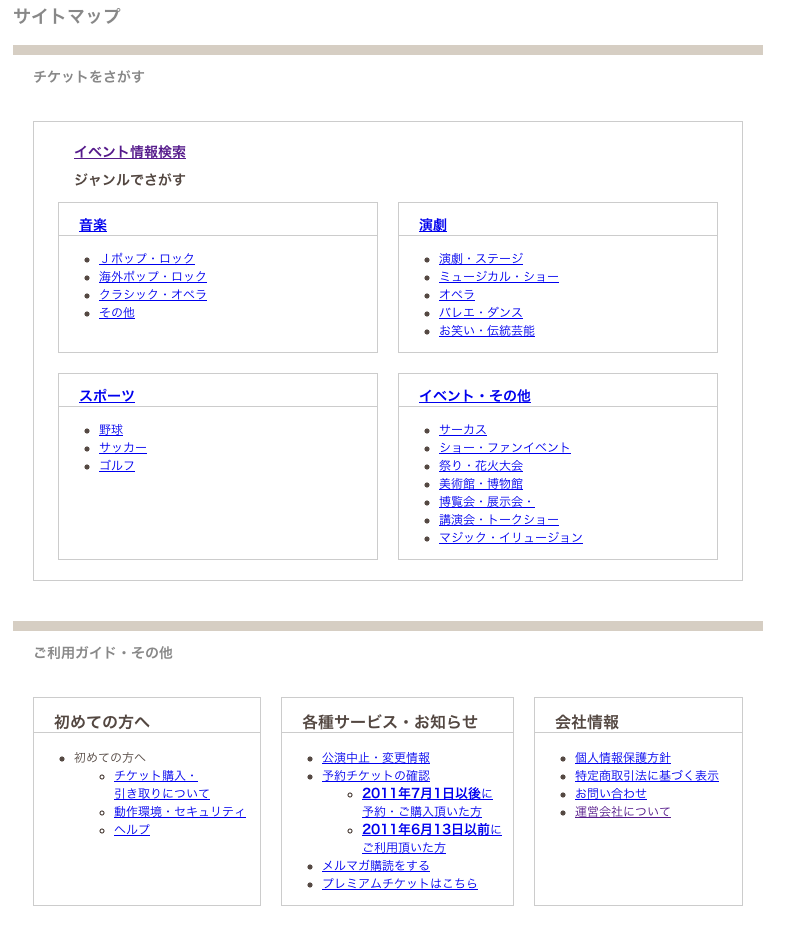 サイトマップ
チケットをさがす
イベント情報検索
ジャンルでさがす
音楽
Ｊポップ・ロック
海外ポップ・ロック
クラシック・オペラ
その他
演劇
演劇・ステージ
ミュージカル・ショー
オペラ
バレエ・ダンス
お笑い・伝統芸能
スポーツ
野球
サッカー
ゴルフ
イベント・その他
サーカス
ショー・ファンイベント
祭り・花火大会
美術館・博物館
博覧会・展示会・
講演会・トークショー
マジック・イリュージョン
ご利用ガイド・その他
初めての方へ
初めての方へ
チケット購入・
引き取りについて
動作環境・セキュリティ
ヘルプ
各種サービス・お知らせ
公演中止・変更情報
予約チケットの確認
2011年7月1日以後に
予約・ご購入頂いた方
2011年6月13日以前に
ご利用頂いた方
メルマガ購読をする
プレミアムチケットはこちら
会社情報
個人情報保護方針
特定商取引法に基づく表示
お問い合わせ
運営会社について